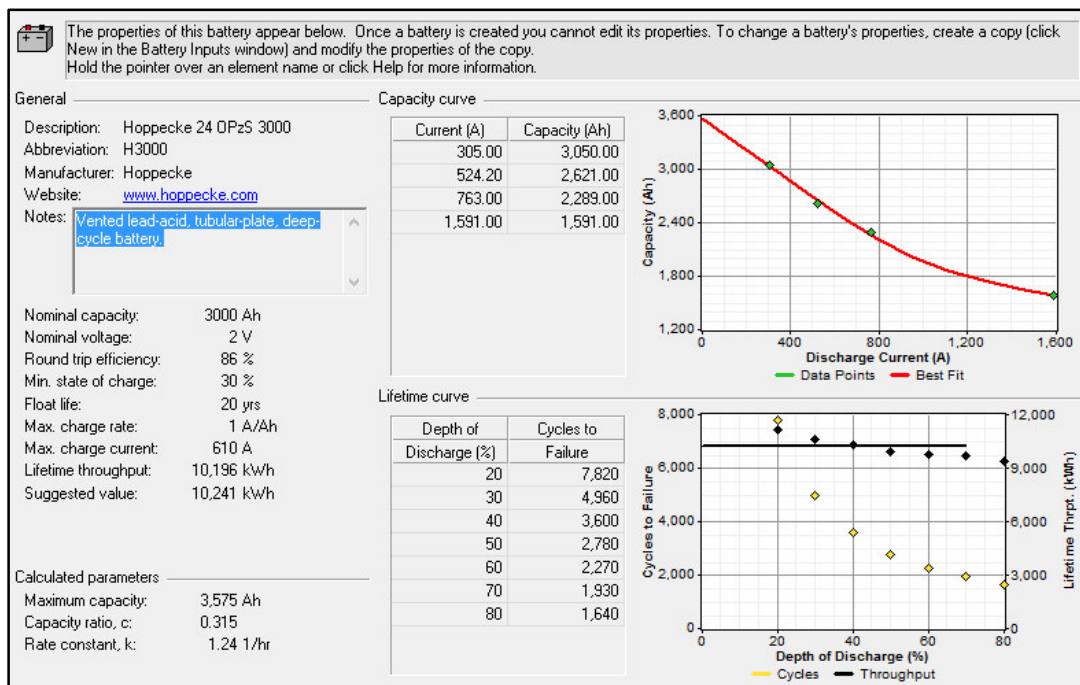 The properties of this battery appear below. Once a battery is created you cannot edit its properties. To change a battery's properties, create a copy (click
New in the Battery Inputs window) and modify the properties of the copy.
Hold the pointer over an element name or click Help for more information.
General
Description: Hoppecke 24 OPzS 3000
Abbreviation: H3000
Manufacturer: Hoppecke
Website: www.hoppecke.com
Notes: Vented lead-acid, tubular-plate, deep-
cycle battery.
Nominal capacity: 3000 Ah
Nominal voltage: 2 V
Round trip efficiency: 86 %
Min. state of charge: 30 %
Float life: 20 yrs
Max. charge rate: 1 A/Ah
Max. charge current: 610 A
Lifetime throughput: 10,196 kWh
Suggested value: 10,241 kWh
Calculated parameters
Maximum capacity: 3,575 Ah
Capacity ratio, c: 0.315
Rate constant, k: 1.24 1/hr
Capacity curve
Current (A) Capacity (Ah)
305.00 3,050.00
524.20 2,621.00
763.00 2,289.00
1,591.00 1,591.00
3,600
3,000
2,400
1,800
1,200
Capacity (Ah)
0 400 800 1,200 1,600
Discharge Current (A)
Data Points Best Fit
Lifetime curve
Depth of Cycles to
Discharge (%) Failure
20 7,820
30 4,960
40 3,600
50 2,780
60 2,270
70 1,930
80 1,640
8,000
6,000
4,000
2,000
0
Cycles to Failure
12,000
9,000
6,000
3,000
0
Lifetime Thrpt. (kWh)
0 20 40 60 80
Depth of Discharge (%)
Cycles Throughput